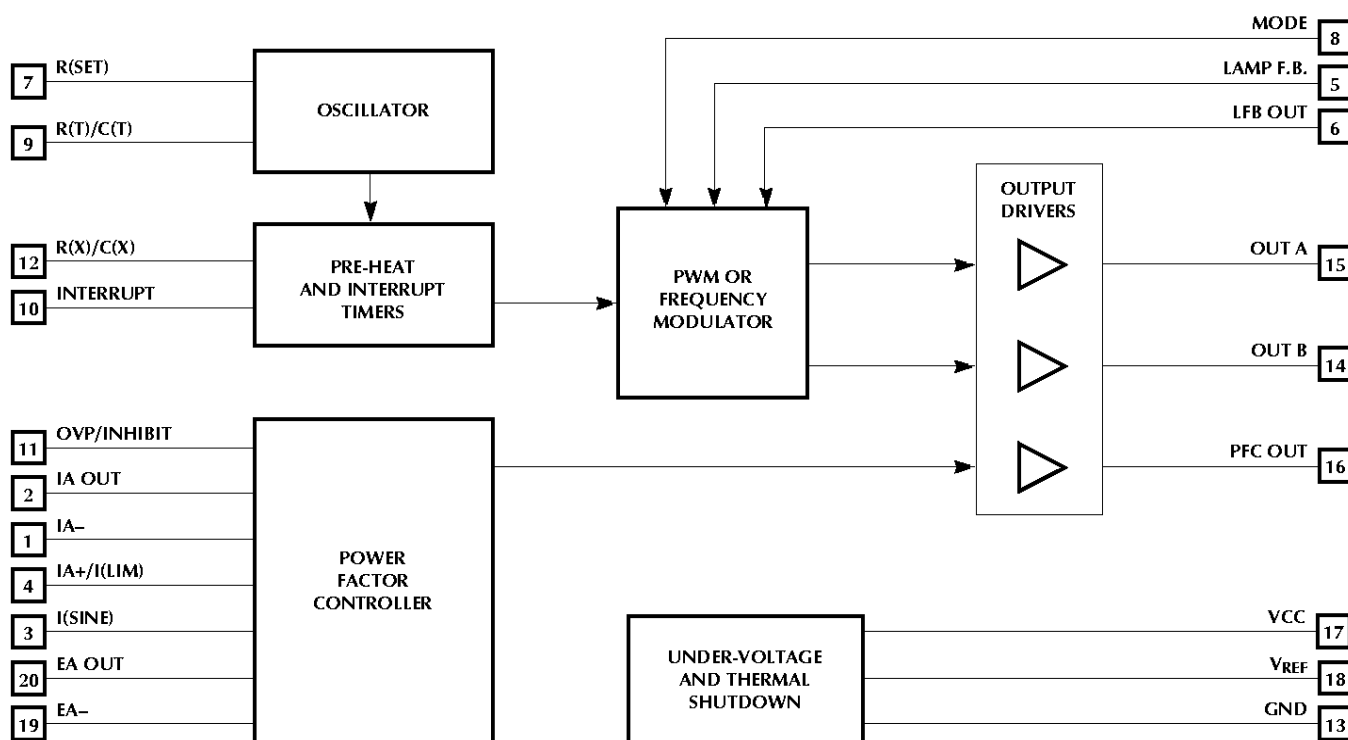 MODE
8
R(SET)
7
LAMP F.B.
5
OSCILLATOR
LFB OUT
6
R(T)/C(T)
9
OUTPUT
DRIVERS
R(X)/C(X)
12
PRE-HEAT
AND INTERRUPT
TIMERS
INTERRUPT
10
PWM OR
FREQUENCY
MODULATOR
OUT A
15
OUT B
14
OVP/INHIBIT
11
PFC OUT
16
IA OUT
2
IA–
1
POWER
FACTOR
CONTROLLER
IA+/I(LIM)
4
I(SINE)
3
EA OUT
20
EA–
19
UNDER-VOLTAGE
AND THERMAL
SHUTDOWN
VCC
17
VREF
18
GND
13